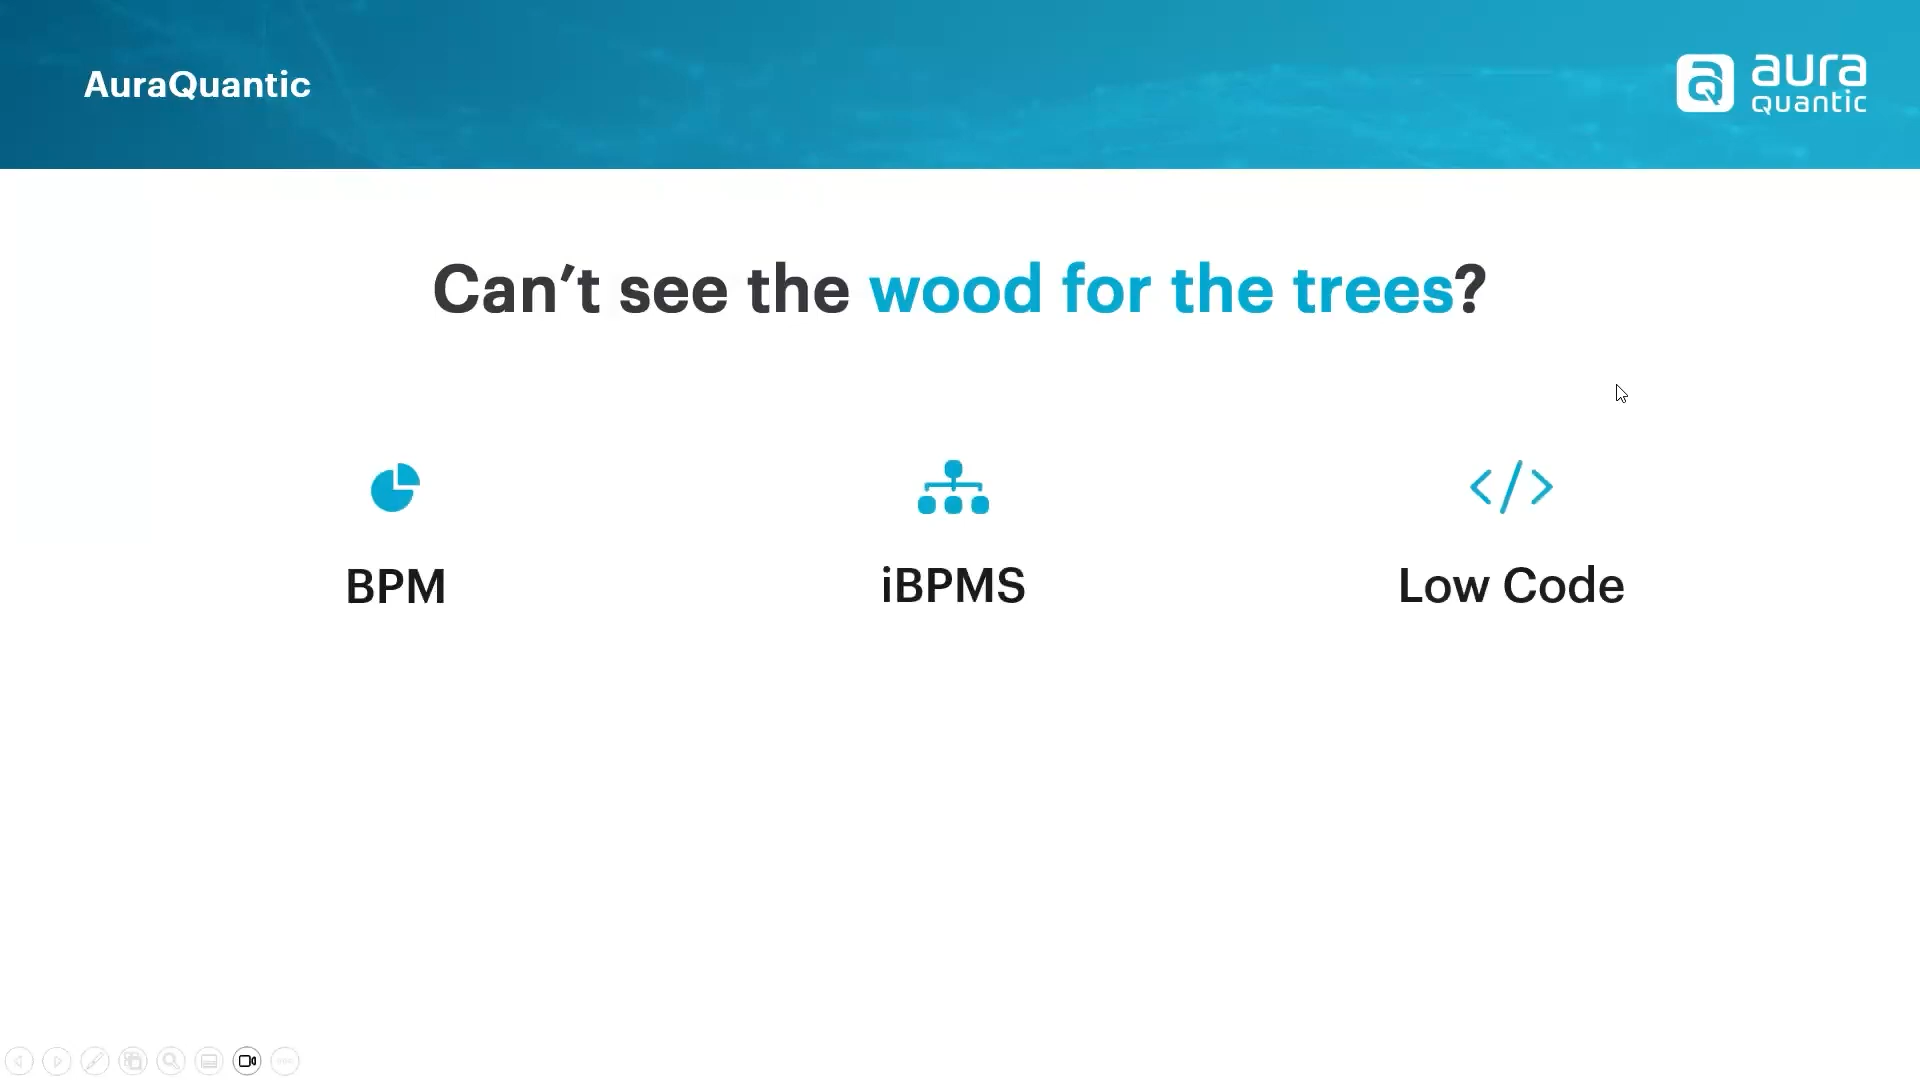 AuraQuantic
aura
quantic
Can’t see the wood for the trees?
BPM
iBPMS
Low Code